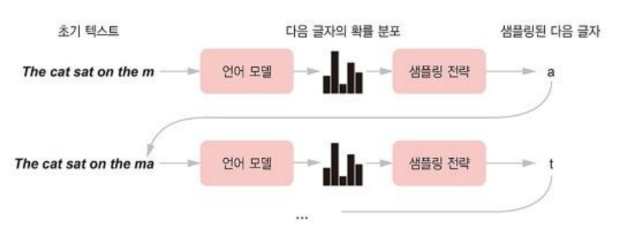 초기 텍스트 다음 글자의 확률 분포 샘플링된 다음 글자
The cat sat on the m 언어 모델 샘플링 전략 a
The cat sat on the ma 언어 모델 샘플링 전략 t
...